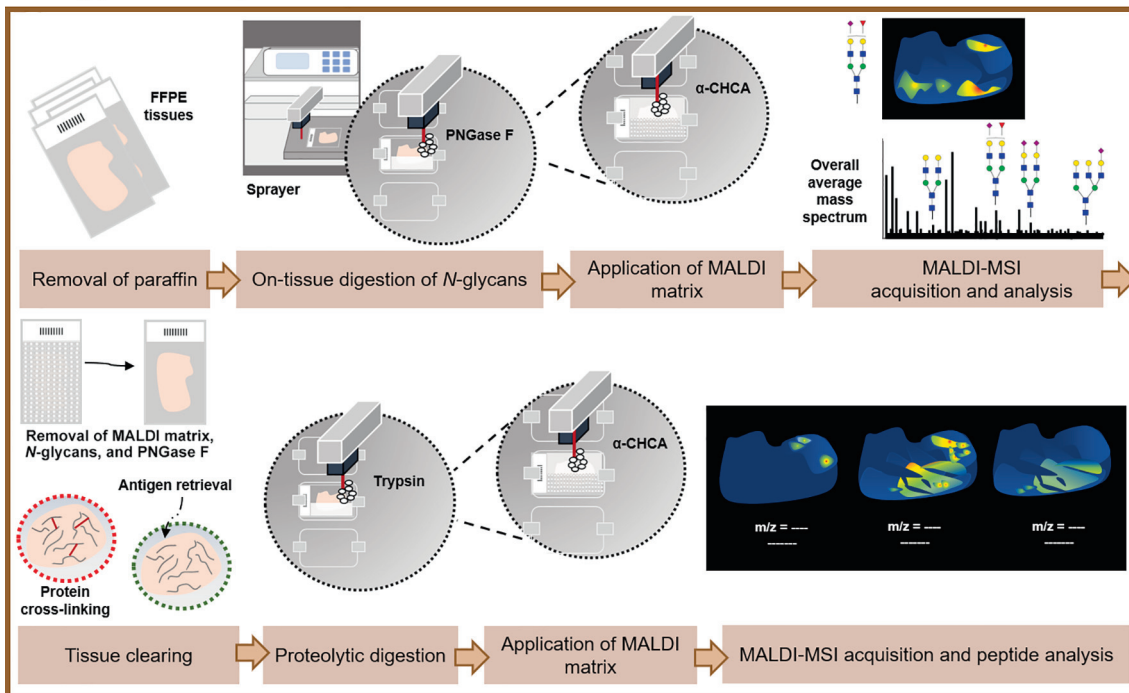 FFPE
tissues
Sprayer
PNGase F
α-CHCA
Overall
average
mass
spectrum
Removal of paraffin
On-tissue digestion of N-glycans
Application of MALDI
matrix
MALDI-MSI
acquisition and analysis
Removal of MALDI matrix,
N-glycans, and PNGase F
Antigen retrieval
Protein
cross-linking
Trypsin
α-CHCA
m/z = ----
-------
m/z = ----
-------
m/z = ----
-------
Tissue clearing
Proteolytic digestion
Application of MALDI
matrix
MALDI-MSI acquisition and peptide analysis